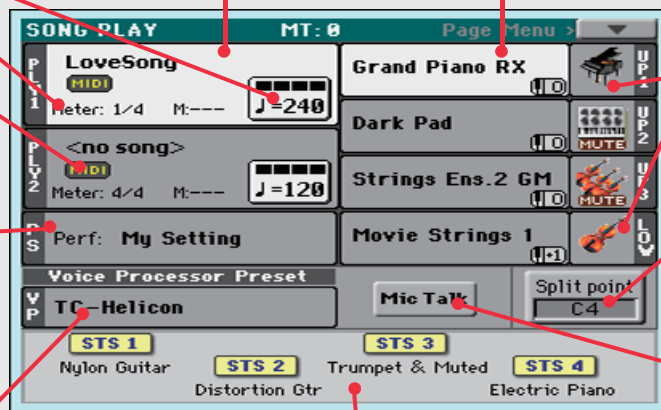 SONG PLAY MT: 0 Page Menu >
PLY1
LoveSong
MIDI
Meter: 1/4 M:---
♩=240
Grand Piano RX
0
UP1
PLY2
<no song>
MIDI
Meter: 4/4 M:---
♩=120
Dark Pad
0
MUTE
UP2
Strings Ens.2 GM
0
MUTE
UP3
PS
Perf: My Setting
Movie Strings 1
+1
LOW
Voice Processor Preset
VP
TC-Helicon
Mic Talk
Split point
C4
STS 1
Nylon Guitar
STS 2
Distortion Gtr
STS 3
Trumpet & Muted
STS 4
Electric Piano